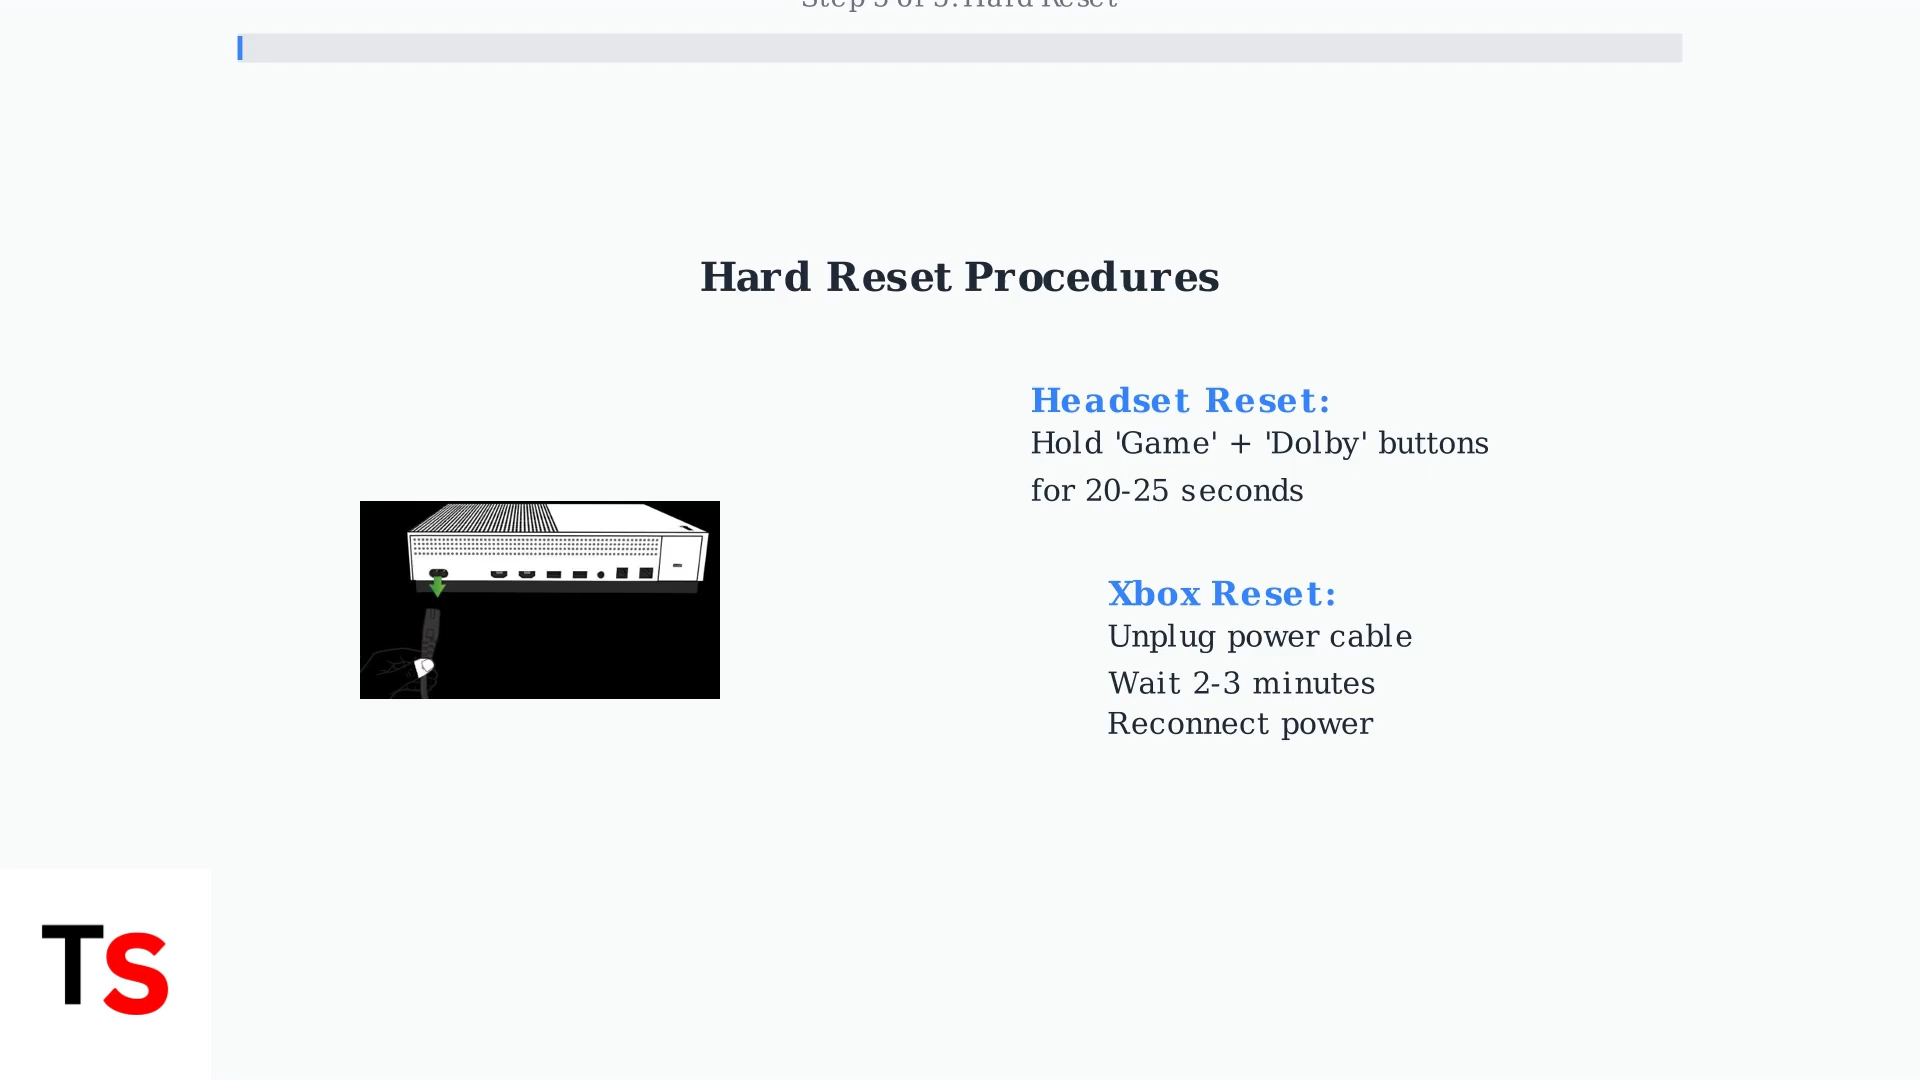 Hard Reset Procedures
Headset Reset:
Hold 'Game' + 'Dolby' buttons
for 20-25 seconds
Xbox Reset:
Unplug power cable
Wait 2-3 minutes
Reconnect power
TS